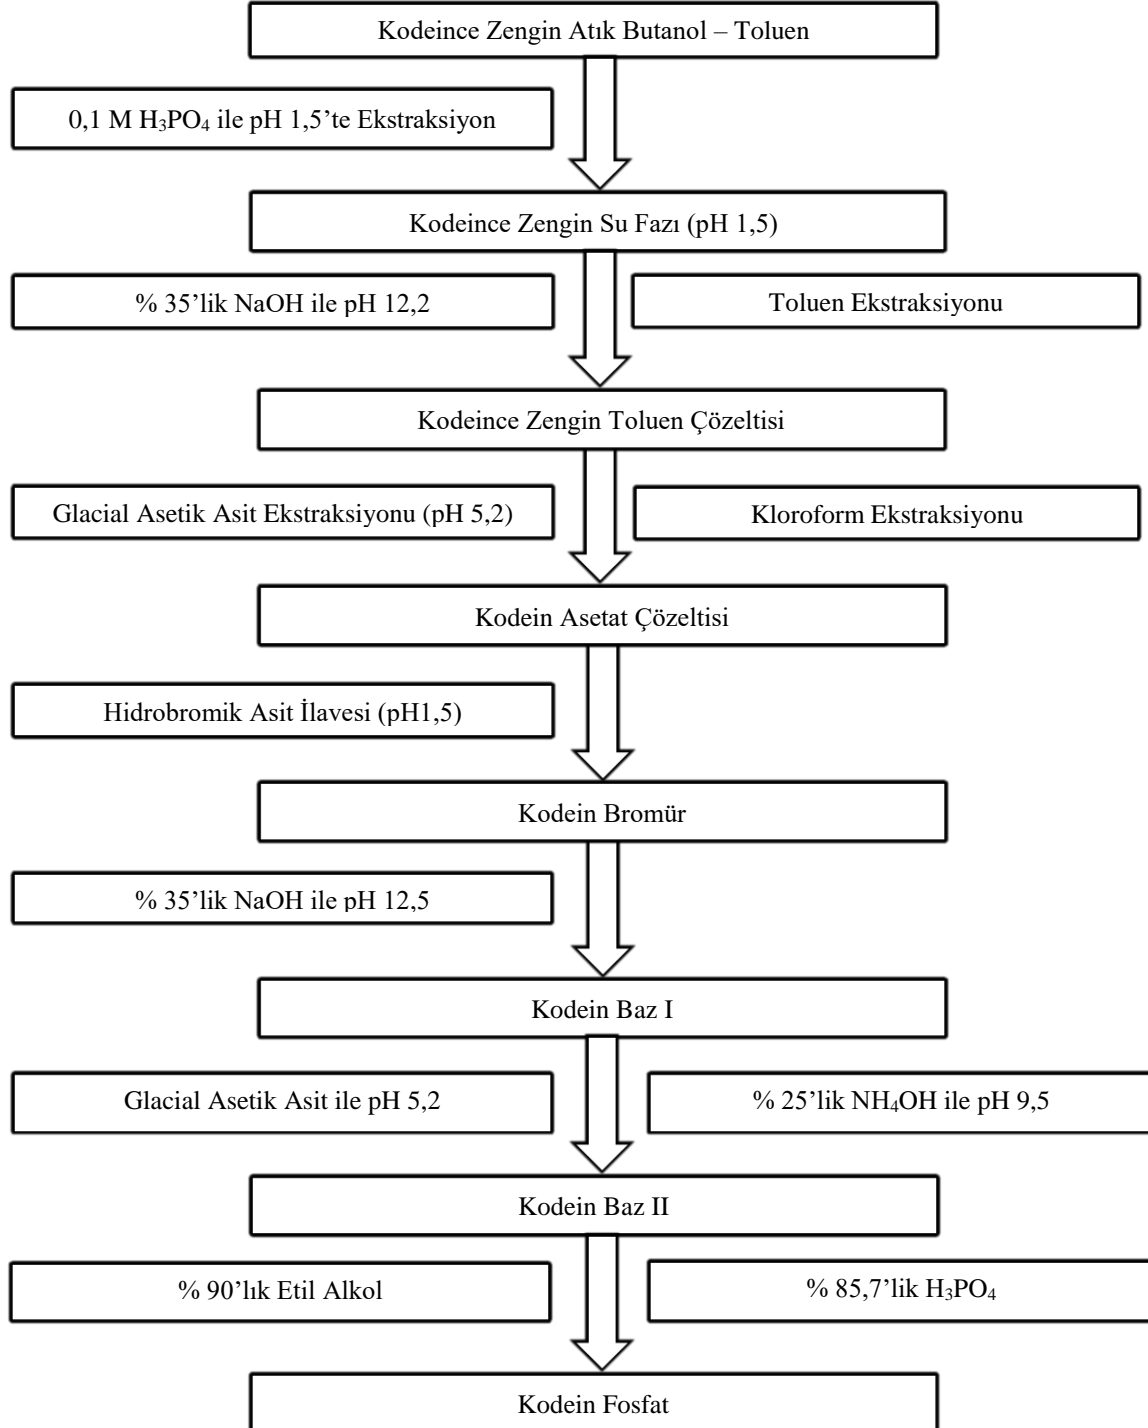 Kodeince Zengin Atık Butanol – Toluen
0,1 M H₃PO₄ ile pH 1,5’te Ekstraksiyon
Kodeince Zengin Su Fazı (pH 1,5)
% 35’lik NaOH ile pH 12,2
Toluen Ekstraksiyonu
Kodeince Zengin Toluen Çözeltisi
Glacial Asetik Asit Ekstraksiyonu (pH 5,2)
Kloroform Ekstraksiyonu
Kodein Asetat Çözeltisi
Hidrobromik Asit İlavesi (pH1,5)
Kodein Bromür
% 35’lik NaOH ile pH 12,5
Kodein Baz I
Glacial Asetik Asit ile pH 5,2
% 25’lik NH₄OH ile pH 9,5
Kodein Baz II
% 90’lık Etil Alkol
% 85,7’lik H₃PO₄
Kodein Fosfat